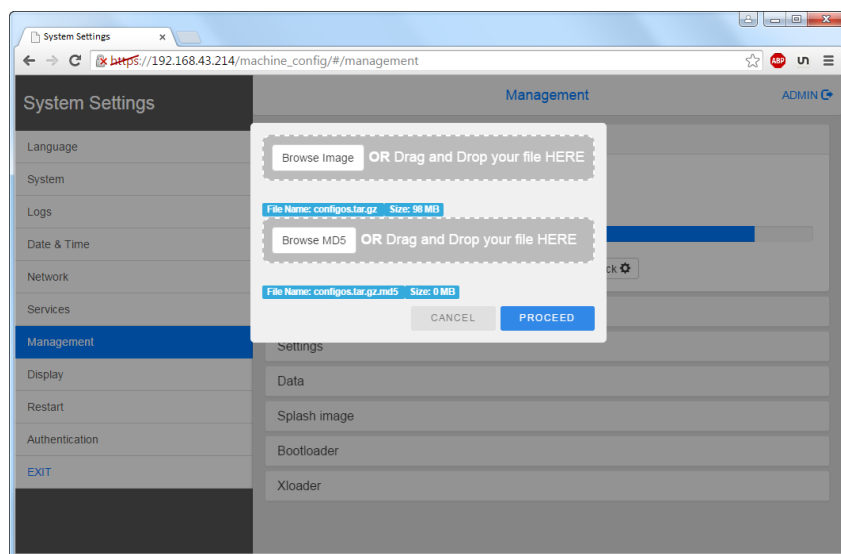 System Settings
https://192.168.43.214/machine_config/#/management
ABP
System Settings
Management
ADMIN
Language
System
Logs
Date & Time
Network
Services
Management
Display
Restart
Authentication
EXIT
Browse Image OR Drag and Drop your file HERE
File Name: configos.tar.gz Size: 98 MB
Browse MD5 OR Drag and Drop your file HERE
File Name: configos.tar.gz.md5 Size: 0 MB
CANCEL PROCEED
ck
Settings
Data
Splash image
Bootloader
Xloader